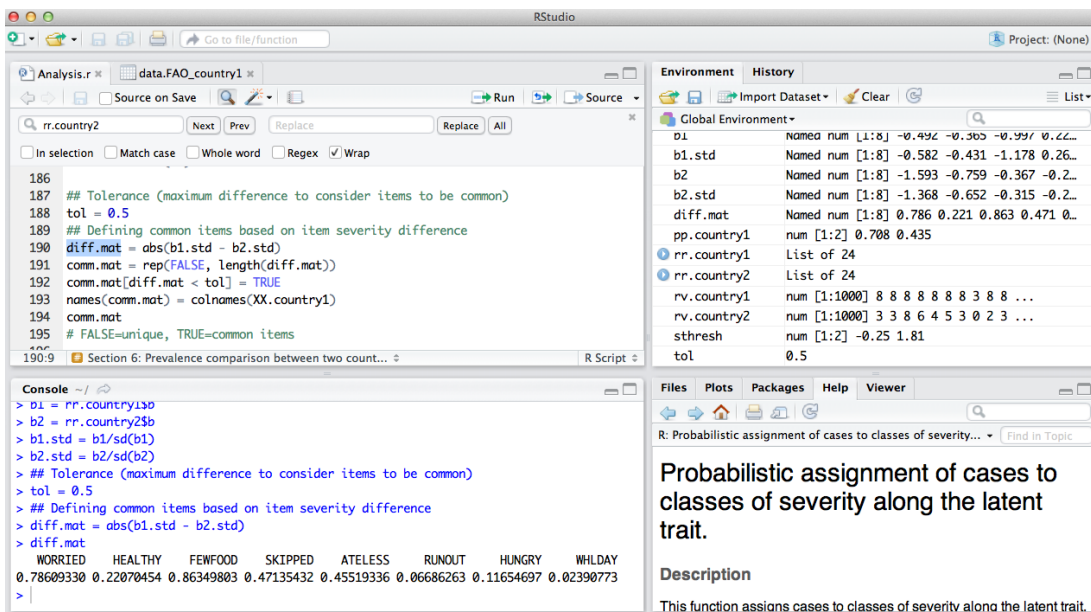 RStudio
Go to file/function
Project: (None)
Analysis.r
data.FAO_country1
Source on Save
Run
Source
rr.country2
Next
Prev
Replace
Replace
All
In selection
Match case
Whole word
Regex
Wrap
186
187 ## Tolerance (maximum difference to consider items to be common)
188 tol = 0.5
189 ## Defining common items based on item severity difference
190 diff.mat = abs(b1.std - b2.std)
191 comm.mat = rep(FALSE, length(diff.mat))
192 comm.mat[diff.mat < tol] = TRUE
193 names(comm.mat) = colnames(XX.country1)
194 comm.mat
195 # FALSE=unique, TRUE=common items
190:9
Section 6: Prevalence comparison between two count...
R Script
Console ~/
> b1 = rr.country1$b
> b2 = rr.country2$b
> b1.std = b1/sd(b1)
> b2.std = b2/sd(b2)
> ## Tolerance (maximum difference to consider items to be common)
> tol = 0.5
> ## Defining common items based on item severity difference
> diff.mat = abs(b1.std - b2.std)
> diff.mat
WORRIED HEALTHY FEWFOOD SKIPPED ATELESS RUNOUT HUNGRY WHLDAY
0.78609330 0.22070454 0.86349803 0.47135432 0.45519336 0.06686263 0.11654697 0.02390773
>
Environment
History
Import Dataset
Clear
List
Global Environment
b1 Named num [1:8] -0.492 -0.365 -0.997 0.22…
b1.std Named num [1:8] -0.582 -0.431 -1.178 0.26…
b2 Named num [1:8] -1.593 -0.759 -0.367 -0.2…
b2.std Named num [1:8] -1.368 -0.652 -0.315 -0.2…
diff.mat Named num [1:8] 0.786 0.221 0.863 0.471 0…
pp.country1 num [1:2] 0.708 0.435
rr.country1 List of 24
rr.country2 List of 24
rv.country1 num [1:1000] 8 8 8 8 8 8 8 3 8 8 ...
rv.country2 num [1:1000] 3 3 8 6 4 5 3 0 2 3 ...
sthresh num [1:2] -0.25 1.81
tol 0.5
Files
Plots
Packages
Help
Viewer
R: Probabilistic assignment of cases to classes of severity...
Find in Topic
Probabilistic assignment of cases to
classes of severity along the latent
trait.
Description
This function assigns cases to classes of severity along the latent trait.